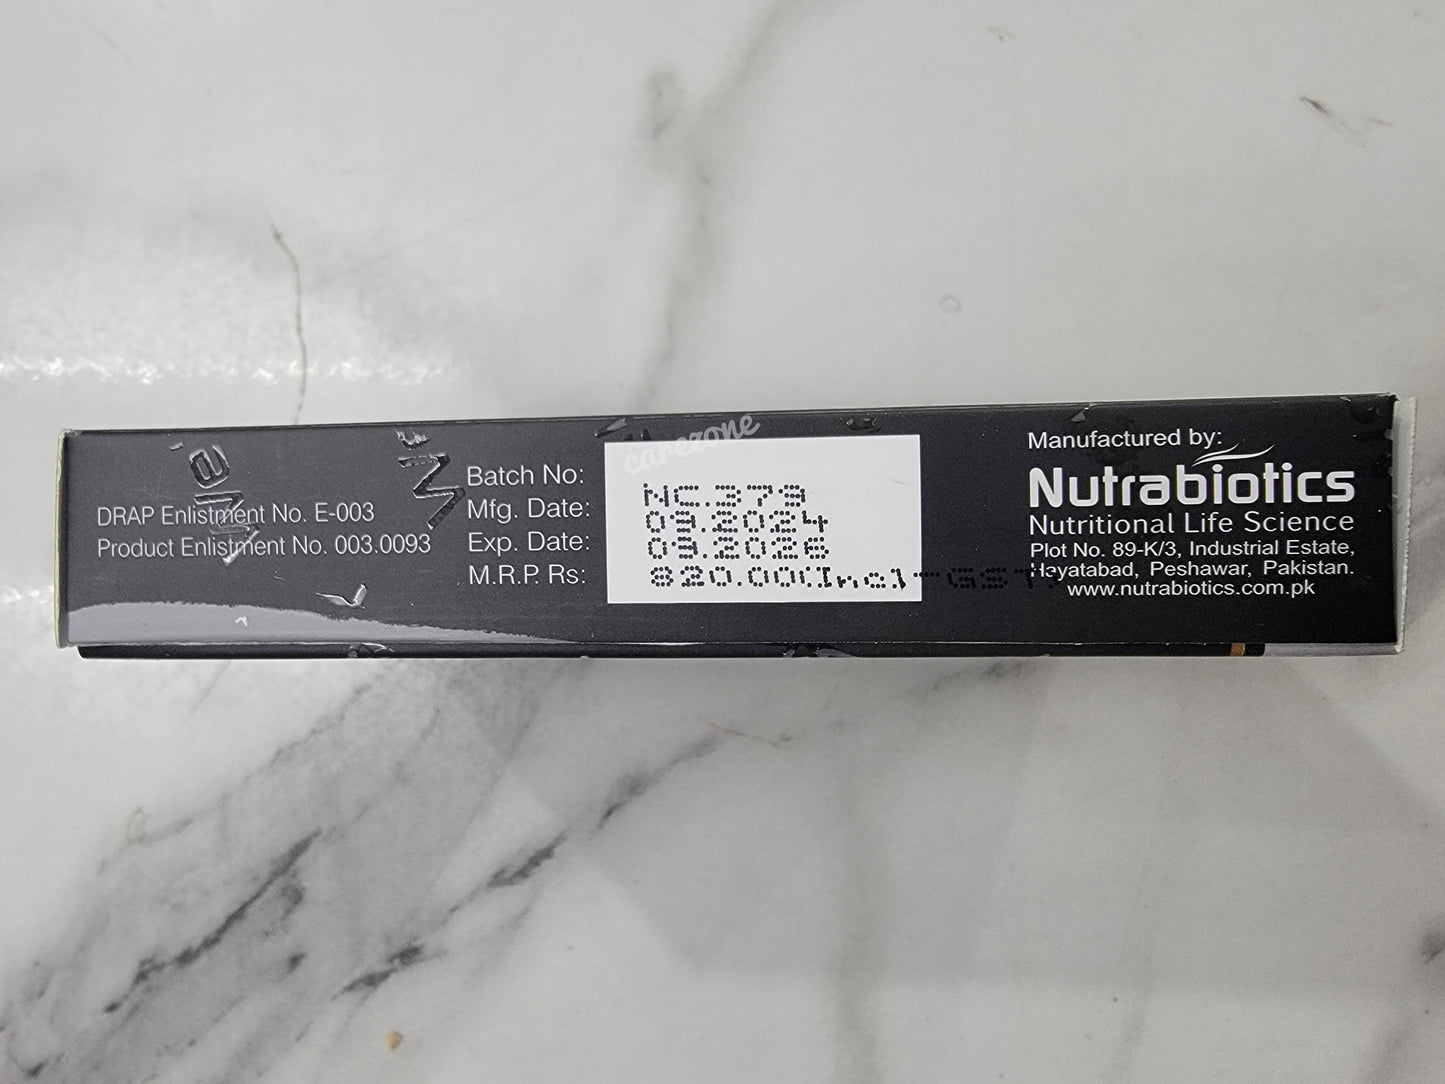 DRAP Enlistment No. E-003
Product Enlistment No. 003.0093
Batch No:
Mfg. Date:
Exp. Date:
M.R.P. Rs:
carezone
NC.379
09.2024
09.2026
820.00(Incl-GST)
Manufactured by:
Nutrabiotics
Nutritional Life Science
Plot No. 89-K/3, Industrial Estate,
Hayatabad, Peshawar, Pakistan.
www.nutrabiotics.com.pk